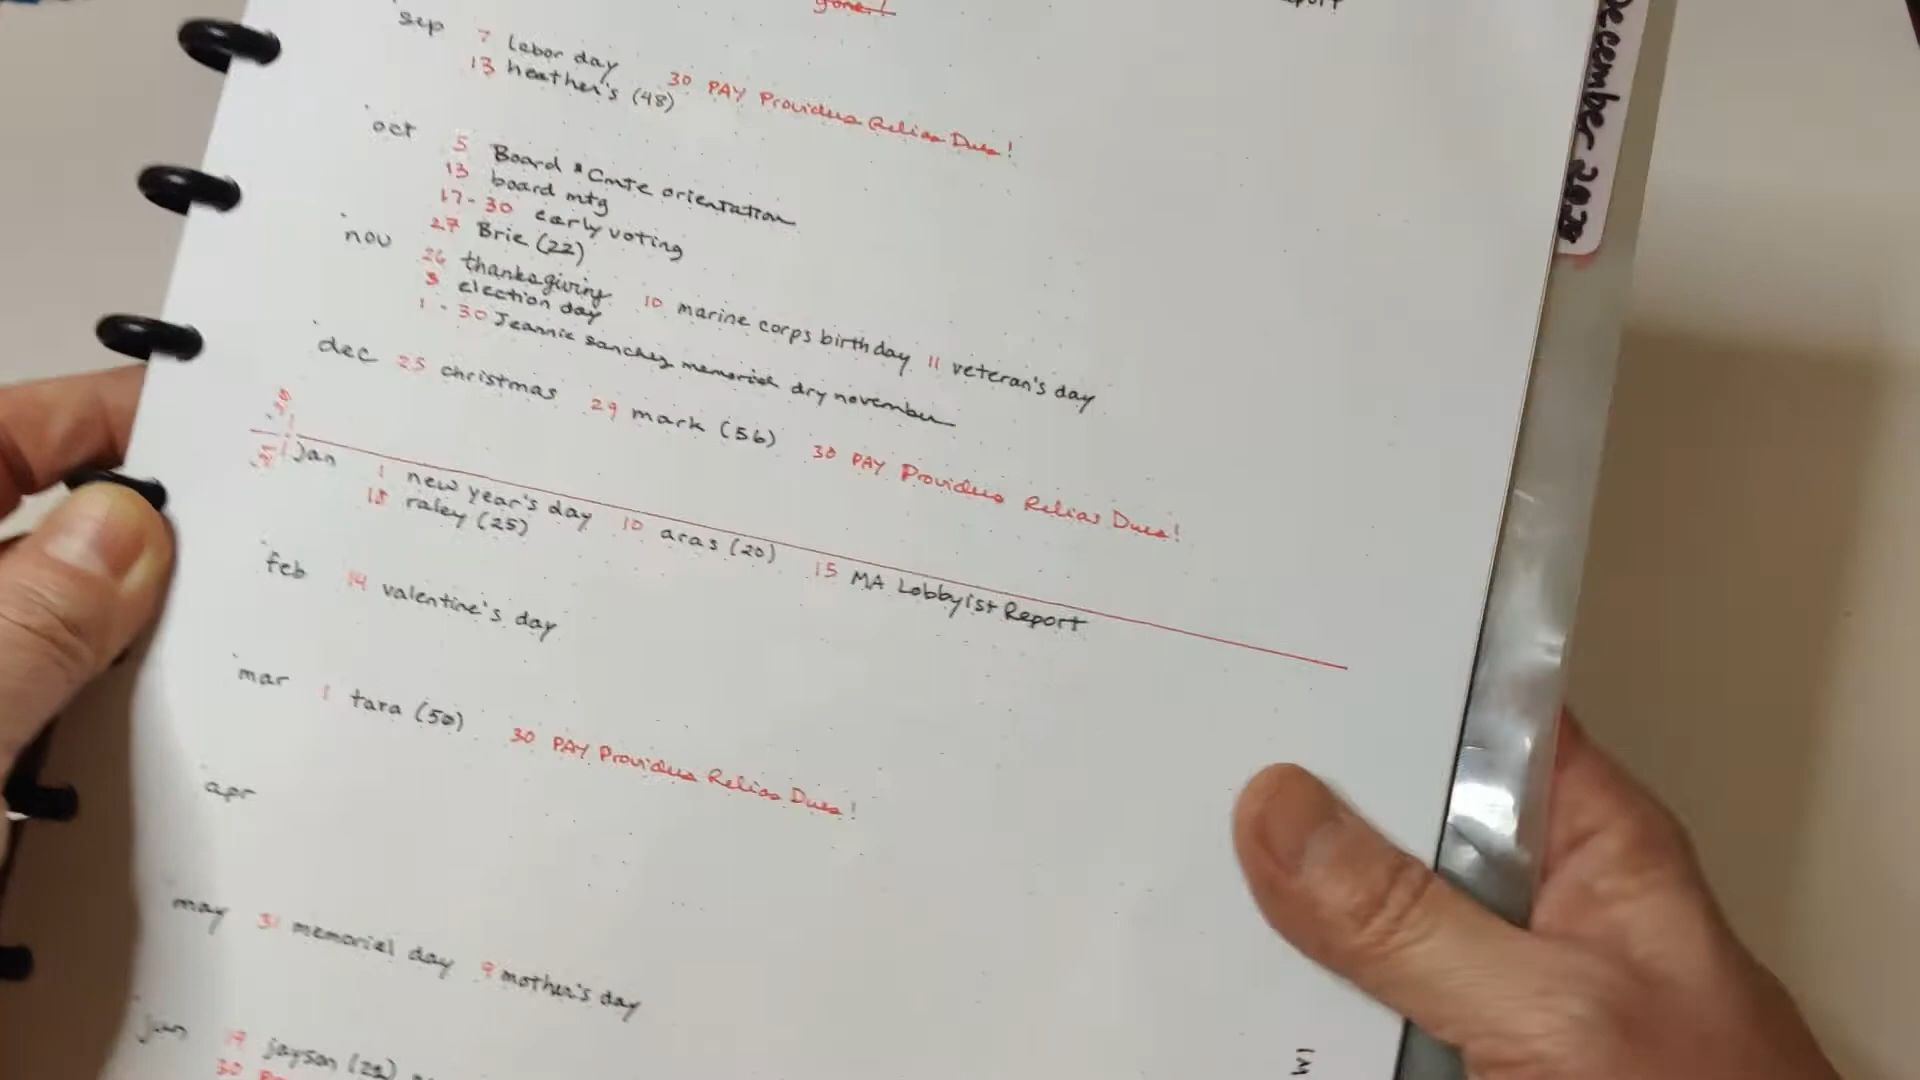 gone!
sep 7 labor day 30 PAY Providers Relias Dues!
13 heather's (48)
oct 5 Board & Cmte orientation
13 board mtg
17-30 early voting
27 Brie (22)
nov 26 thanksgiving 10 marine corps birthday 11 veteran's day
3 election day
1-30 Jeannie sanchez memorial dry november
dec 25 christmas 29 mark (56) 30 PAY Providers Relias Dues!
jan 1 new year's day 10 aras (20) 15 MA Lobbyist Report
18 raley (25)
feb 14 valentine's day
mar 1 tara (50) 30 PAY Providers Relias Dues!
apr
may 31 memorial day 9 mother's day
jun 19 jayson (22)
30
December 2020